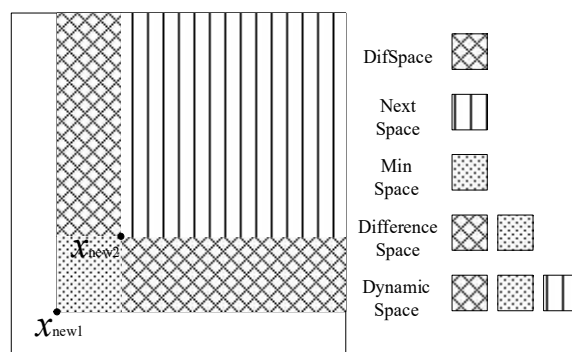 DifSpace
Next
Space
Min
Space
Difference
Space
Dynamic
Space
xnew2
xnew1